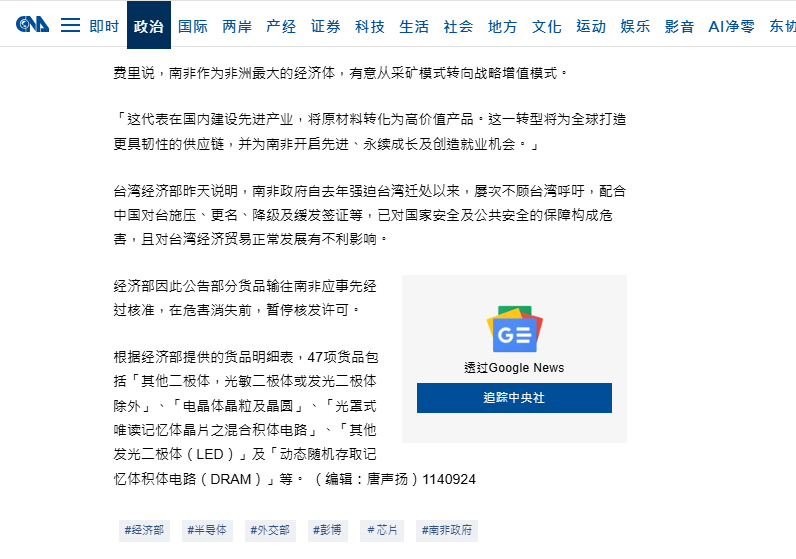 CNA 即时 政治 国际 两岸 产经 证券 科技 生活 社会 地方 文化 运动 娱乐 影音 AI净零 东协
费里说，南非作为非洲最大的经济体，有意从采矿模式转向战略增值模式。
「这代表在国内建设先进产业，将原材料转化为高价值产品。这一转型将为全球打造
更具韧性的供应链，并为南非开启先进、永续成长及创造就业机会。」
台湾经济部昨天说明，南非政府自去年强迫台湾迁处以来，屡次不顾台湾呼吁，配合
中国对台施压、更名、降级及缓发签证等，已对国家安全及公共安全的保障构成危
害，且对台湾经济贸易正常发展有不利影响。
经济部因此公告部分货品输往南非应事先经
过核准，在危害消失前，暂停核发许可。
GE
透过Google News
追踪中央社
根据经济部提供的货品明细表，47项货品包
括「其他二极体，光敏二极体或发光二极体
除外」、「电晶体晶粒及晶圆」、「光罩式
唯读记忆体晶片之混合积体电路」、「其他
发光二极体（LED）」及「动态随机存取记
忆体积体电路（DRAM）」等。（编辑：唐声扬）1140924
#经济部 #半导体 #外交部 #彭博 # 芯片 #南非政府